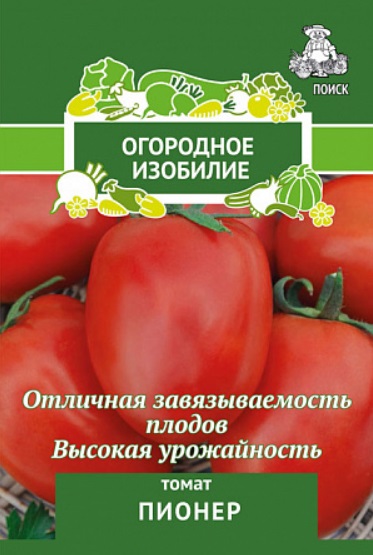 ПОИСК
ОГОРОДНОЕ
ИЗОБИЛИЕ
Отличная завязываемость
плодов
Высокая урожайность
томат
ПИОНЕР